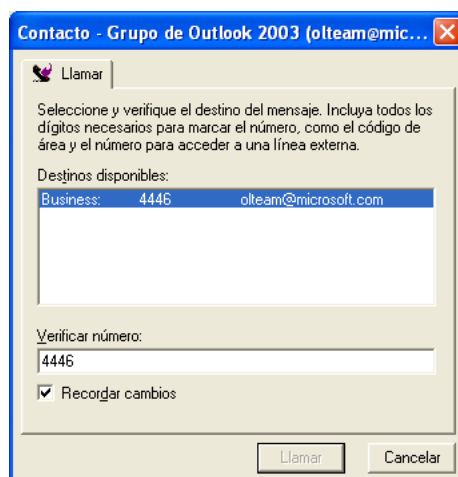 Contacto - Grupo de Outlook 2003 (olteam@mic...
Llamar
Seleccione y verifique el destino del mensaje. Incluya todos los
dígitos necesarios para marcar el número, como el código de
área y el número para acceder a una línea externa.
Destinos disponibles:
Business: 4446 olteam@microsoft.com
Verificar número:
4446
Recordar cambios
Llamar Cancelar